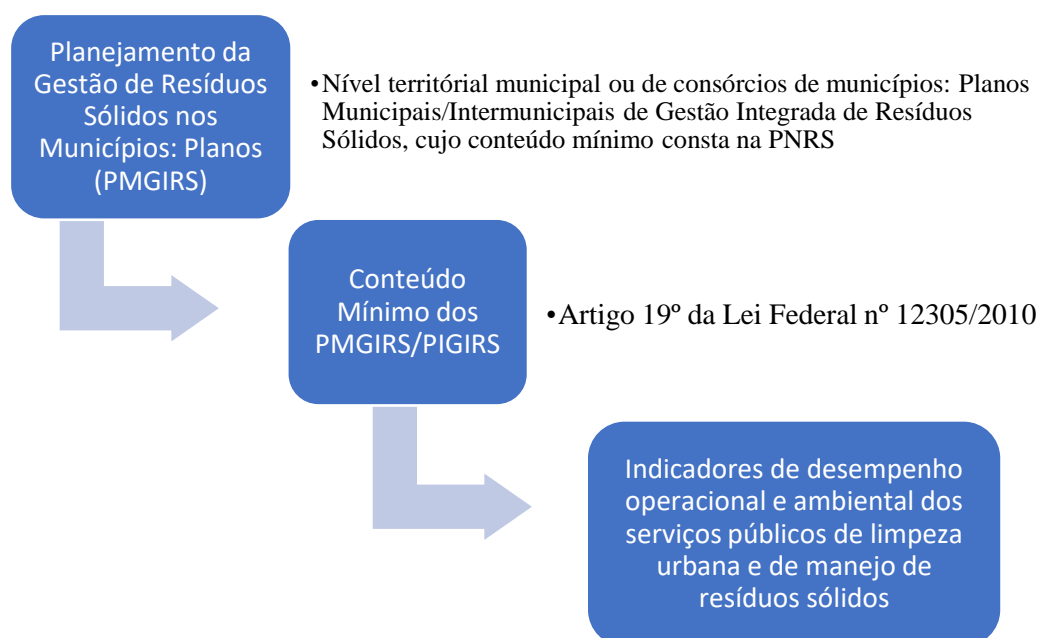 Planejamento da
Gestão de Resíduos
Sólidos nos
Municípios: Planos
(PMGIRS)
•Nível territórial municipal ou de consórcios de municípios: Planos
Municipais/Intermunicipais de Gestão Integrada de Resíduos
Sólidos, cujo conteúdo mínimo consta na PNRS
Conteúdo
Mínimo dos
PMGIRS/PIGIRS
•Artigo 19º da Lei Federal nº 12305/2010
Indicadores de desempenho
operacional e ambiental dos
serviços públicos de limpeza
urbana e de manejo de
resíduos sólidos